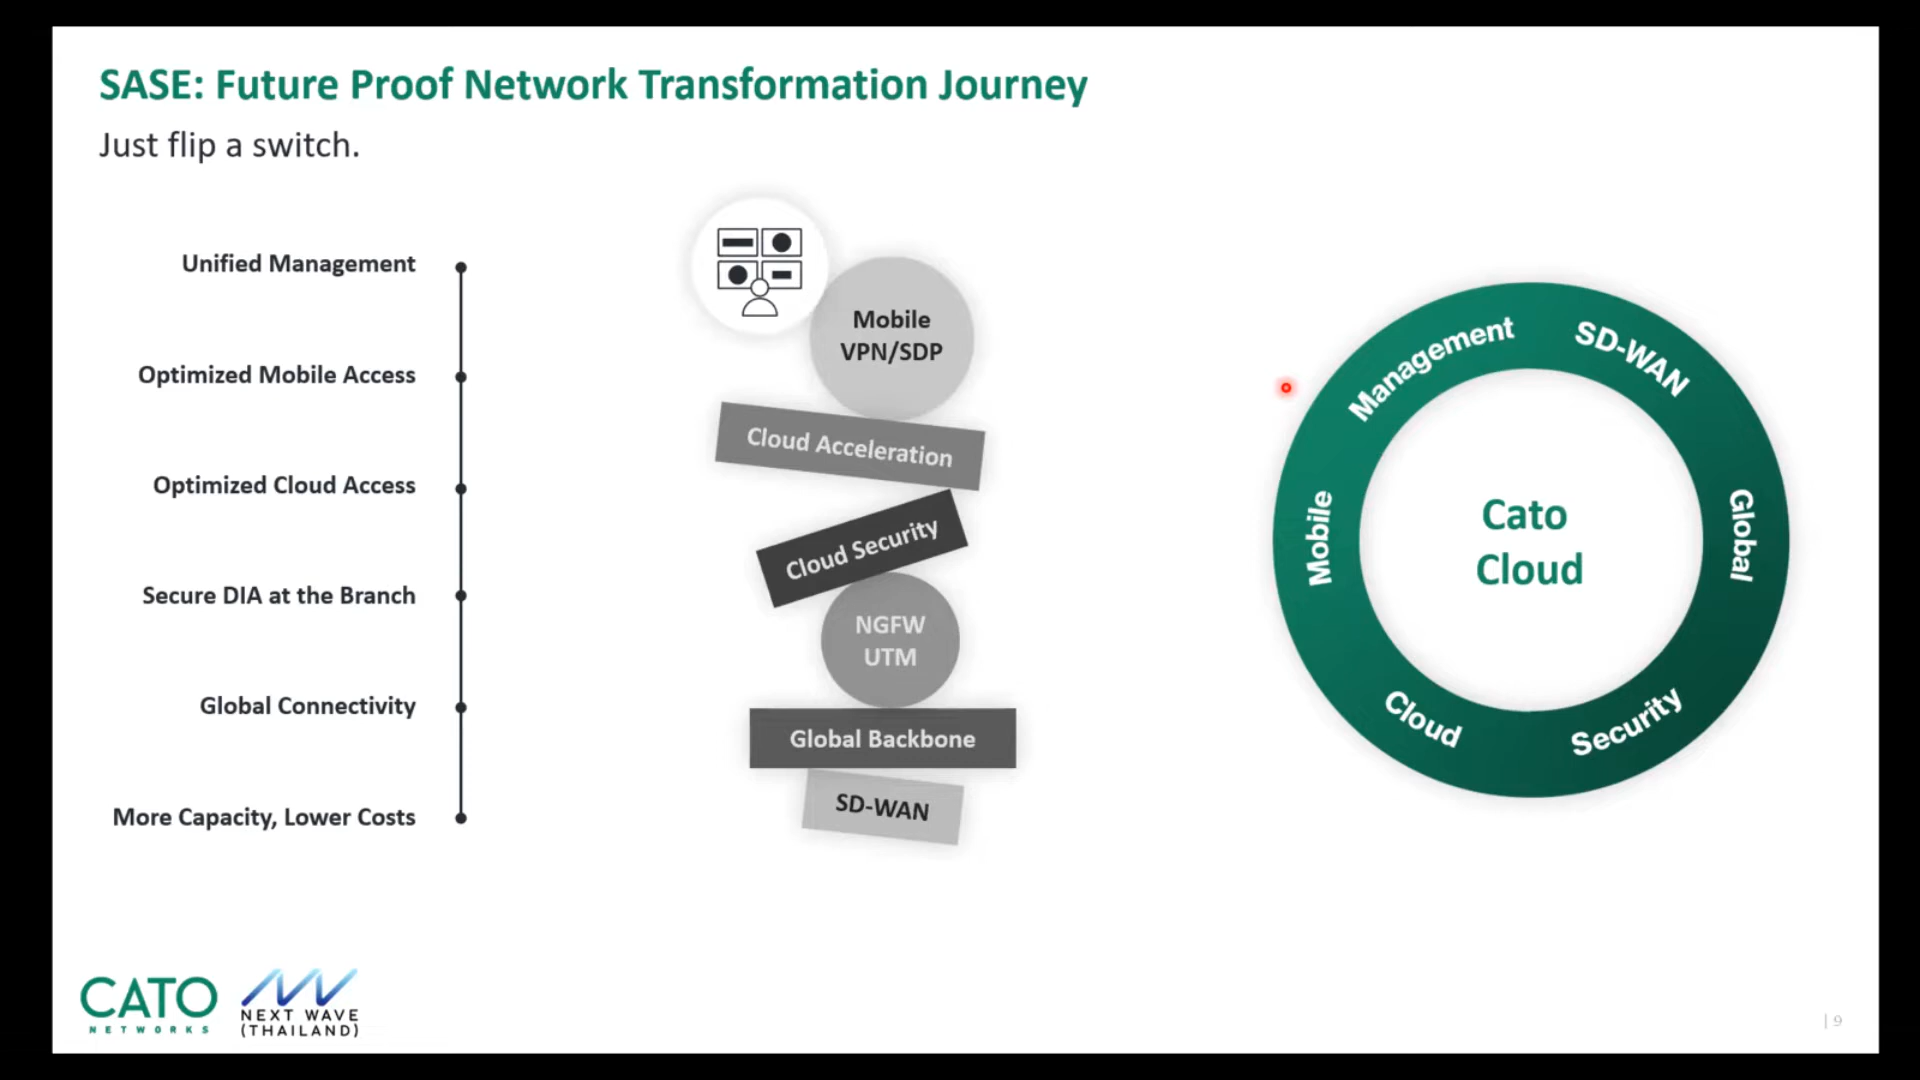 SASE: Future Proof Network Transformation Journey
Just flip a switch.
Unified Management
Optimized Mobile Access
Optimized Cloud Access
Secure DIA at the Branch
Global Connectivity
More Capacity, Lower Costs
Mobile
VPN/SDP
Cloud Acceleration
Cloud Security
NGFW
UTM
Global Backbone
SD-WAN
Management
SD-WAN
Global
Security
Cloud
Mobile
Cato
Cloud
CATO
NETWORKS
NEXT WAVE
(THAILAND)
| 9